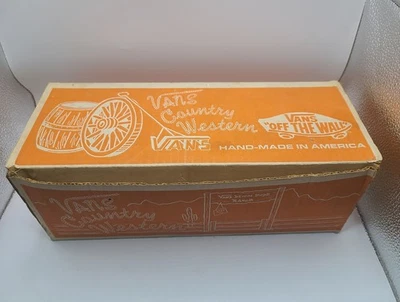 VANS
Country
Western
VANS
HAND-MADE IN AMERICA
VANS
"OFF THE WALL"
VANS
Country
Western